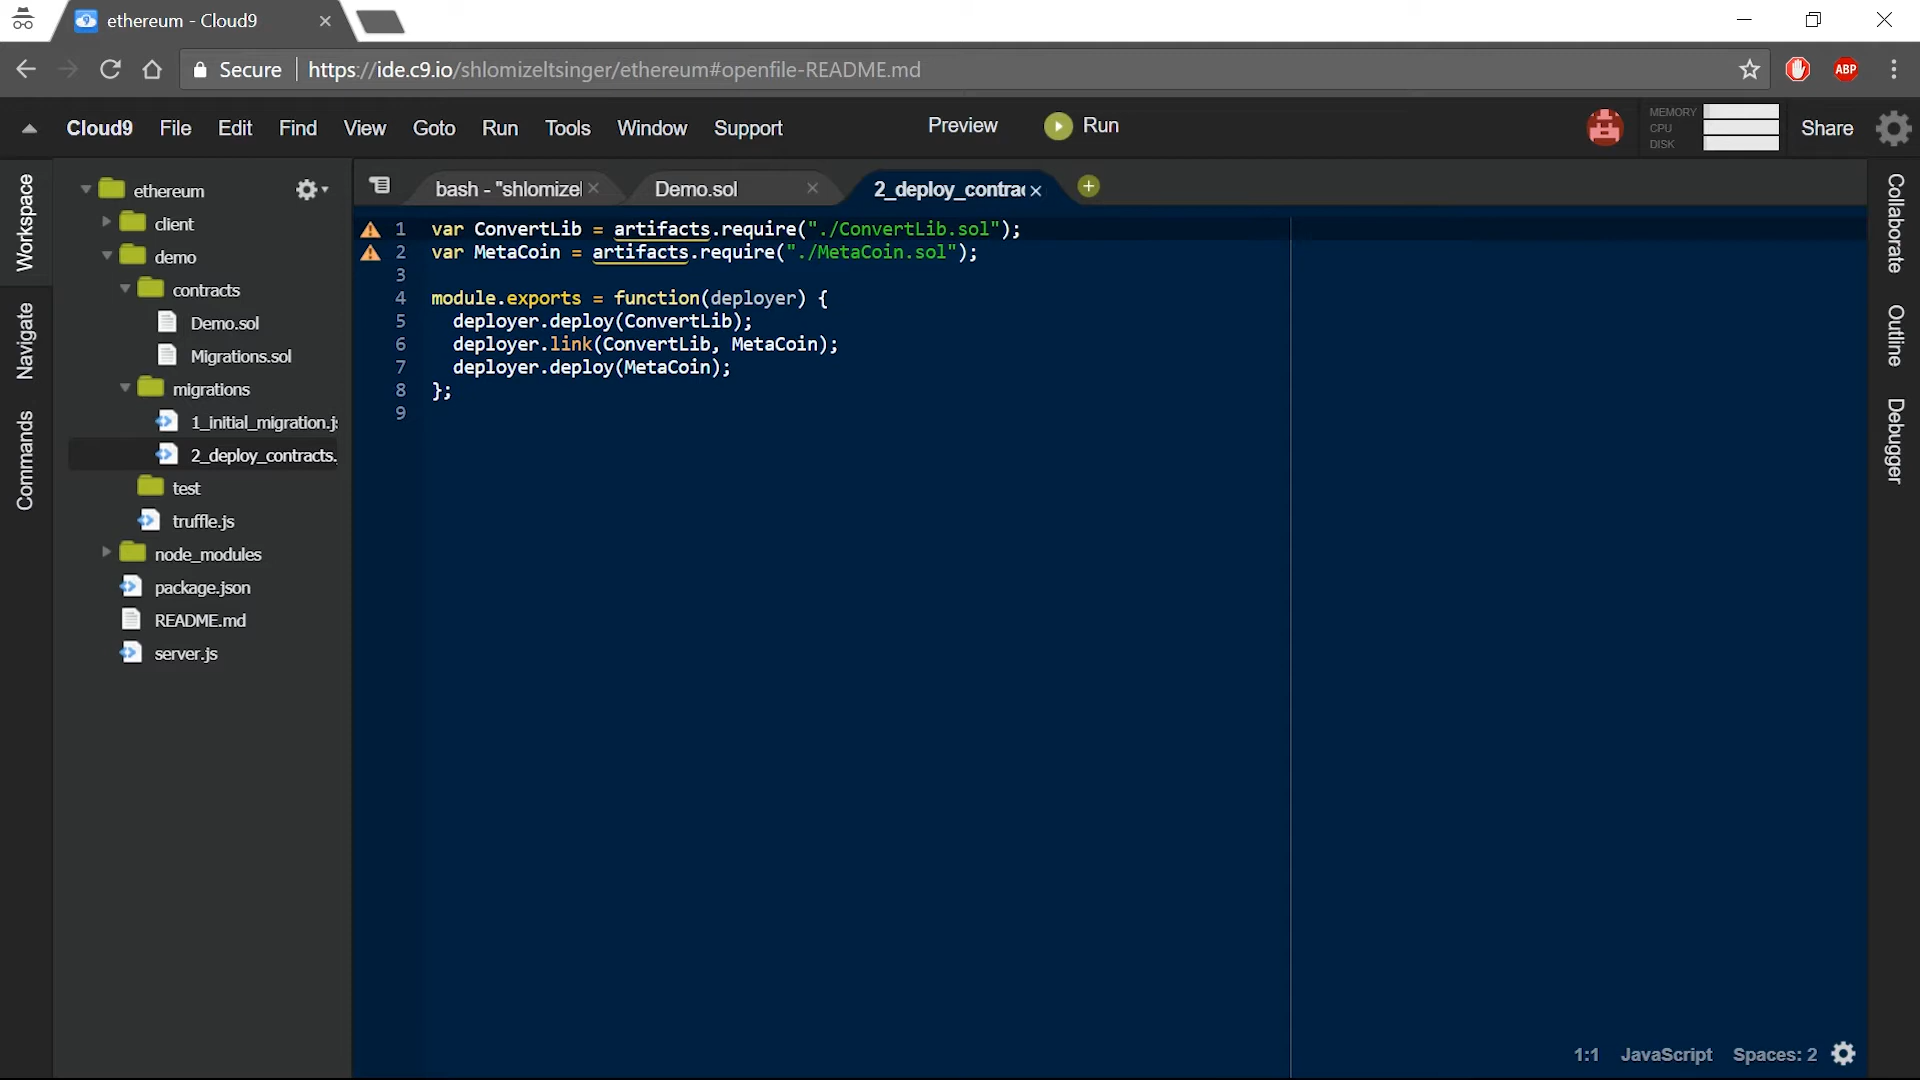 ethereum - Cloud9
Secure
https://ide.c9.io/shlomizeltsinger/ethereum#openfile-README.md
ABP
Cloud9 File Edit Find View Goto Run Tools Window Support
Preview Run
MEMORY
CPU
DISK
Share
Workspace
Navigate
Commands
ethereum
client
demo
contracts
Demo.sol
Migrations.sol
migrations
1_initial_migration.js
2_deploy_contracts.
test
truffle.js
node_modules
package.json
README.md
server.js
bash - "shlomizel
Demo.sol
2_deploy_contrac
1 var ConvertLib = artifacts.require("./ConvertLib.sol");
2 var MetaCoin = artifacts.require("./MetaCoin.sol");
3
4 module.exports = function(deployer) {
5 deployer.deploy(ConvertLib);
6 deployer.link(ConvertLib, MetaCoin);
7 deployer.deploy(MetaCoin);
8 };
9
Collaborate
Outline
Debugger
1:1 JavaScript Spaces: 2